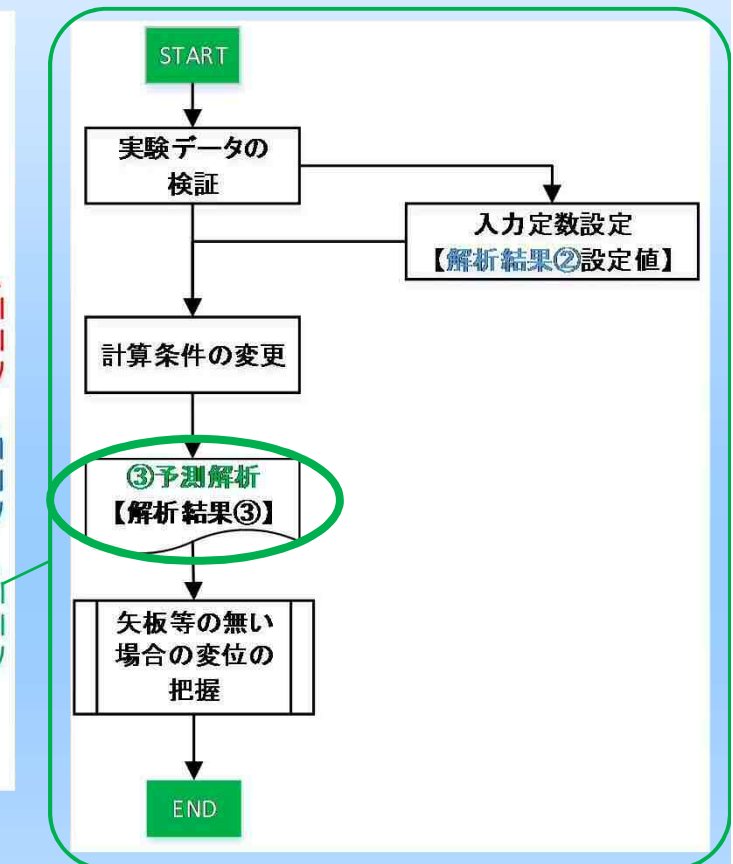 START
実験データの
検証
入力定数設定
【解析結果②設定値】
計算条件の変更
③予測解析
【解析結果③】
矢板等の無い
場合の変位の
把握
END